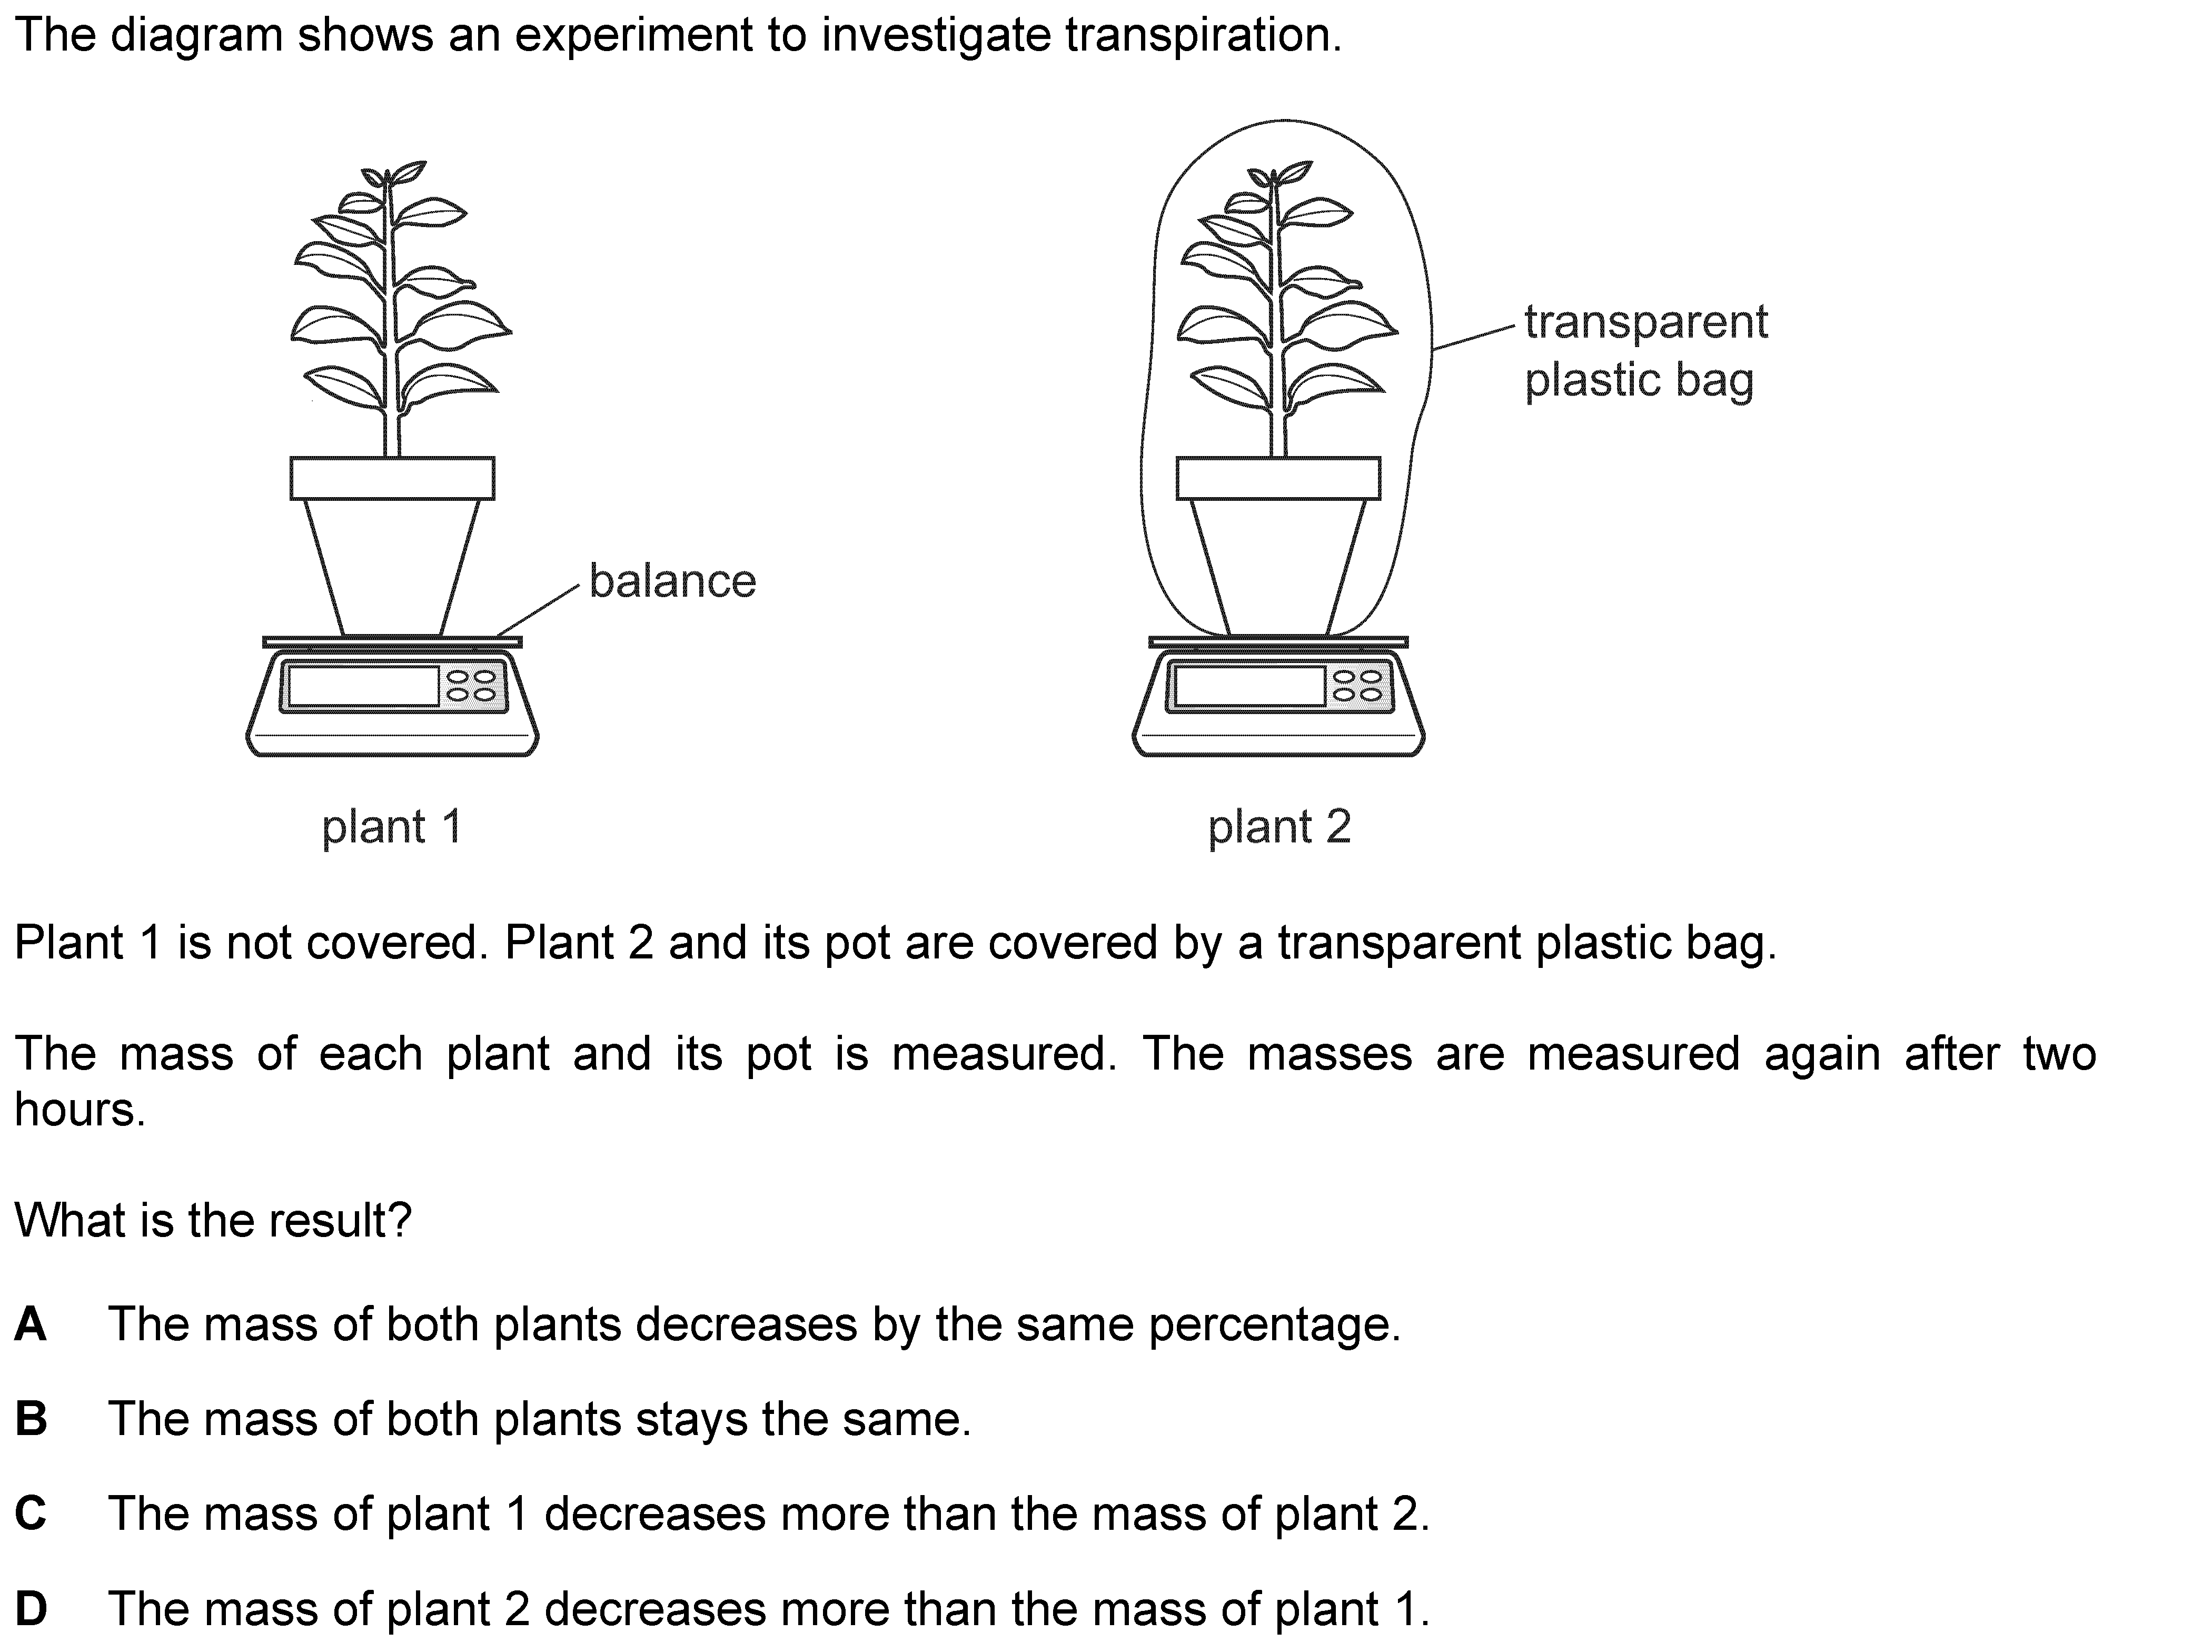 The diagram shows an experiment to investigate transpiration.
transparent
plastic bag
balance
plant 1
plant 2
Plant 1 is not covered. Plant 2 and its pot are covered by a transparent plastic bag.
The mass of each plant and its pot is measured. The masses are measured again after two
hours.
What is the result?
A The mass of both plants decreases by the same percentage.
B The mass of both plants stays the same.
C The mass of plant 1 decreases more than the mass of plant 2.
D The mass of plant 2 decreases more than the mass of plant 1.